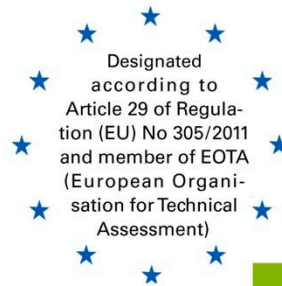 Designated
according to
Article 29 of Regula-
tion (EU) No 305/2011
and member of EOTA
(European Organi-
sation for Technical
Assessment)